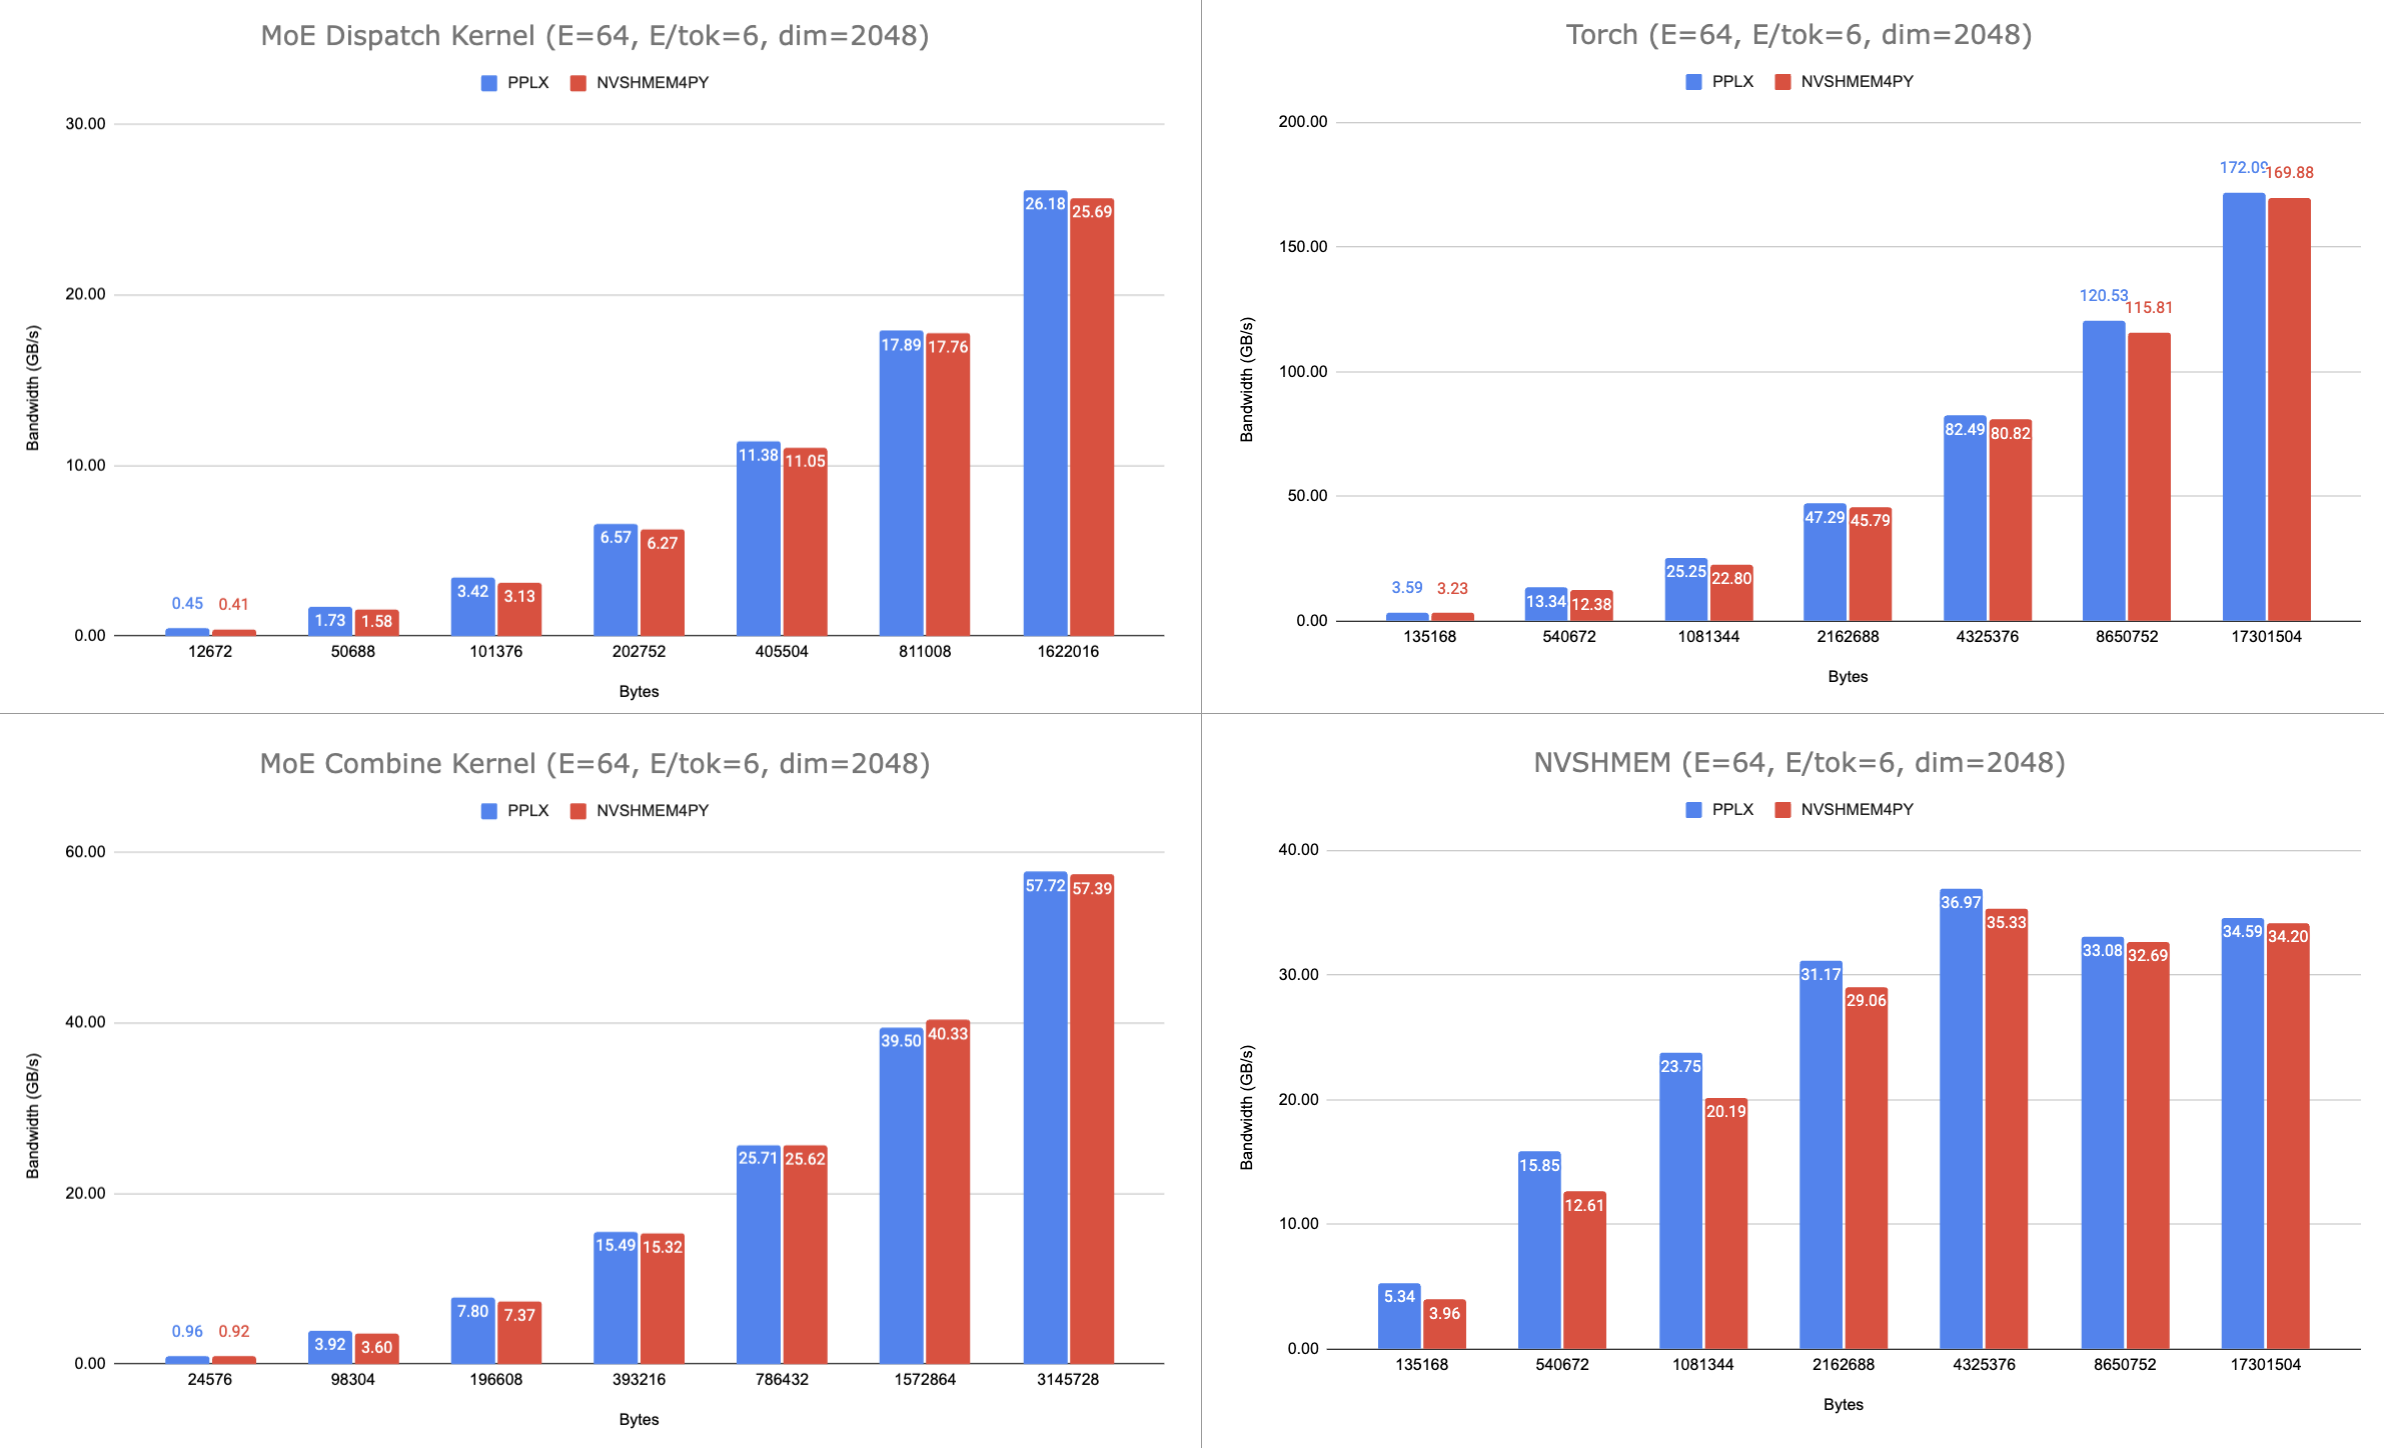 MoE Dispatch Kernel (E=64, E/tok=6, dim=2048)
PPLX NVSHMEM4PY
30.00
20.00
10.00
0.00
Bandwidth (GB/s)
0.45 0.41
1.73 1.58
3.42 3.13
6.57 6.27
11.38 11.05
17.89 17.76
26.18 25.69
12672 50688 101376 202752 405504 811008 1622016
Bytes
Torch (E=64, E/tok=6, dim=2048)
PPLX NVSHMEM4PY
200.00
150.00
100.00
50.00
0.00
Bandwidth (GB/s)
3.59 3.23
13.34 12.38
25.25 22.80
47.29 45.79
82.49 80.82
120.53 115.81
172.09 169.88
135168 540672 1081344 2162688 4325376 8650752 17301504
Bytes
MoE Combine Kernel (E=64, E/tok=6, dim=2048)
PPLX NVSHMEM4PY
60.00
40.00
20.00
0.00
Bandwidth (GB/s)
0.96 0.92
3.92 3.60
7.80 7.37
15.49 15.32
25.71 25.62
39.50 40.33
57.72 57.39
24576 98304 196608 393216 786432 1572864 3145728
Bytes
NVSHMEM (E=64, E/tok=6, dim=2048)
PPLX NVSHMEM4PY
40.00
30.00
20.00
10.00
0.00
Bandwidth (GB/s)
5.34 3.96
15.85 12.61
23.75 20.19
31.17 29.06
36.97 35.33
33.08 32.69
34.59 34.20
135168 540672 1081344 2162688 4325376 8650752 17301504
Bytes